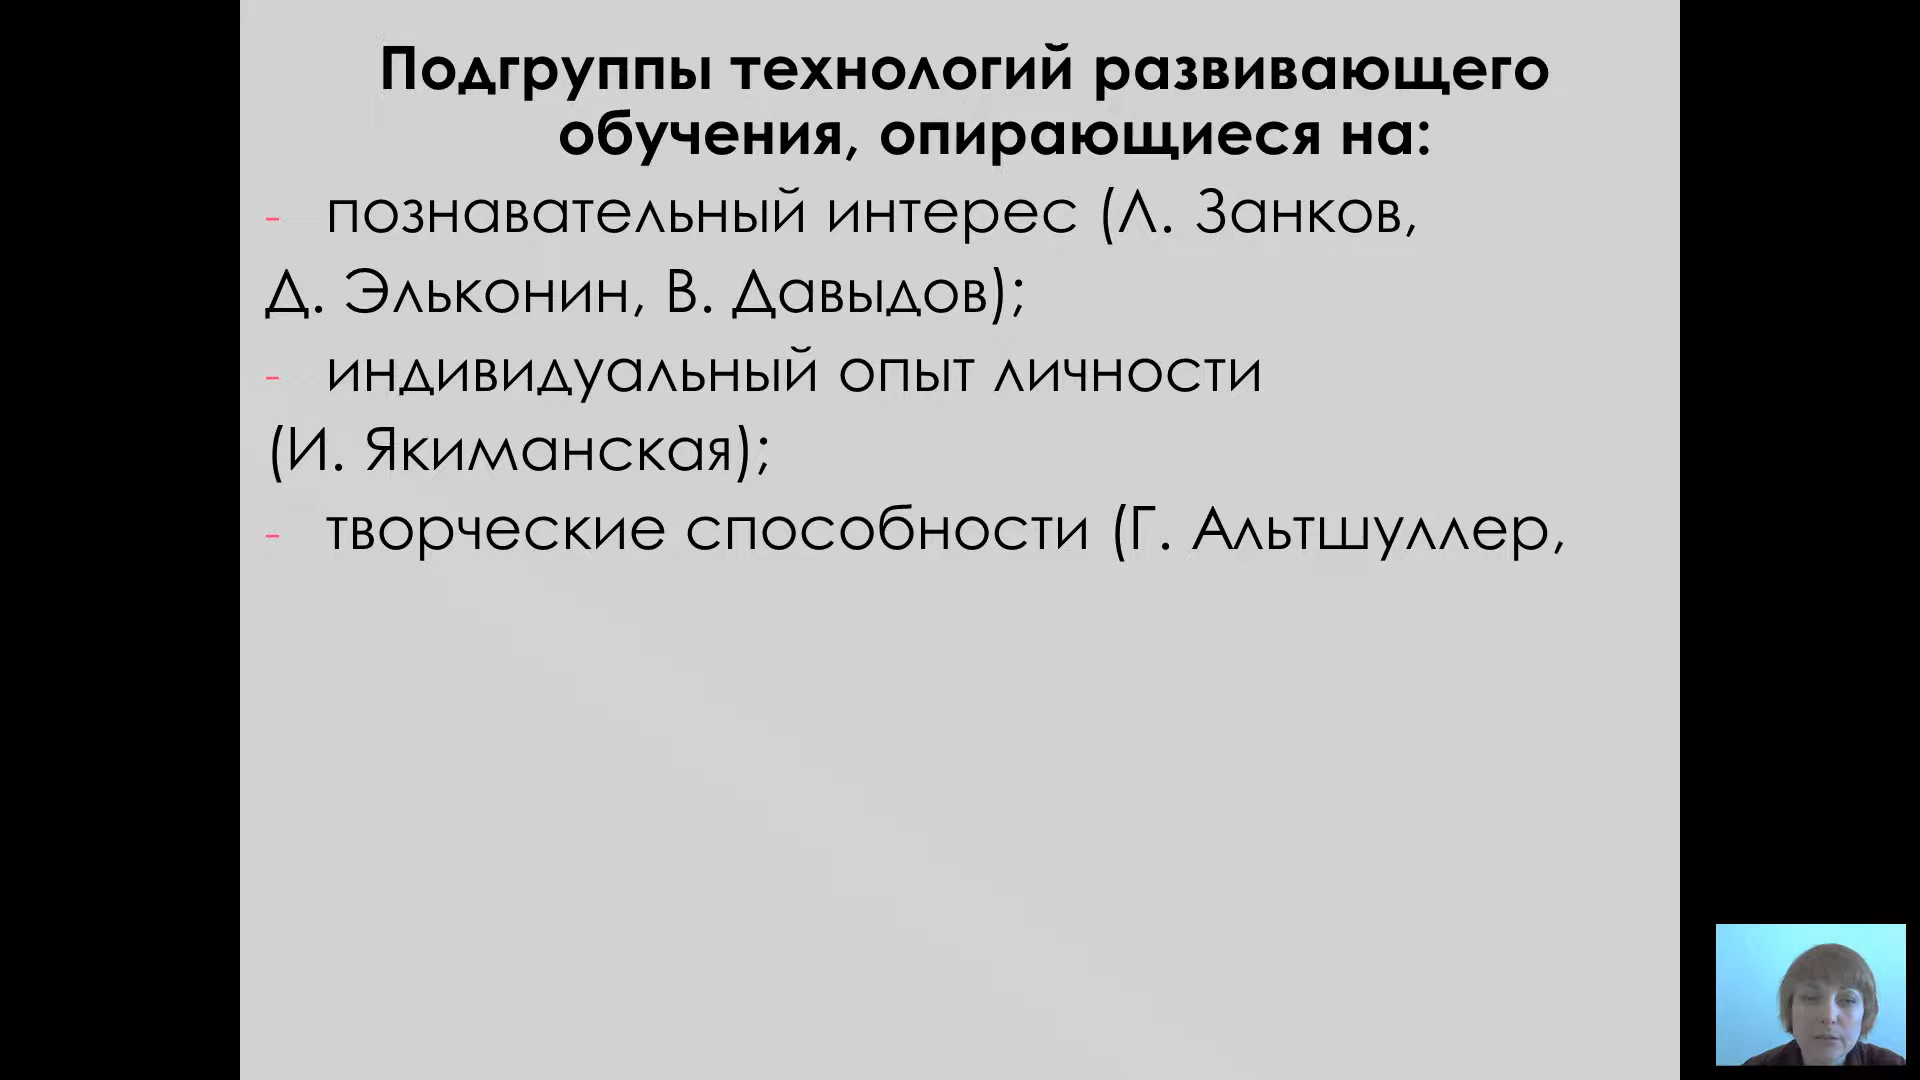 Подгруппы технологий развивающего
обучения, опирающиеся на:
- познавательный интерес (Л. Занков,
Д. Эльконин, В. Давыдов);
- индивидуальный опыт личности
(И. Якиманская);
- творческие способности (Г. Альтшуллер,